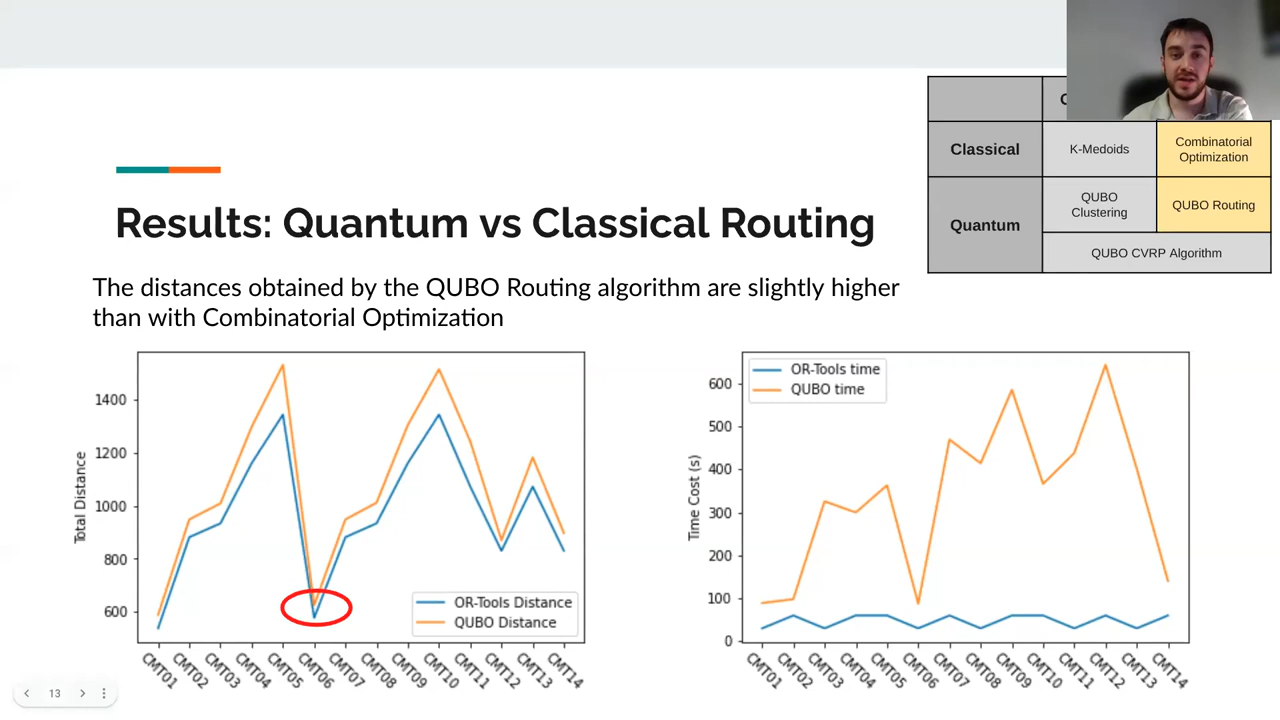 Classical
K-Medoids
Combinatorial
Optimization
Quantum
QUBO
Clustering
QUBO Routing
QUBO CVRP Algorithm
Results: Quantum vs Classical Routing
The distances obtained by the QUBO Routing algorithm are slightly higher
than with Combinatorial Optimization
Total Distance
1400
1200
1000
800
600
OR-Tools Distance
QUBO Distance
CMT01
CMT02
CMT03
CMT04
CMT05
CMT06
CMT07
CMT08
CMT09
CMT10
CMT11
CMT12
CMT13
CMT14
OR-Tools time
QUBO time
Time Cost (s)
600
500
400
300
200
100
0
CMT01
CMT02
CMT03
CMT04
CMT05
CMT06
CMT07
CMT08
CMT09
CMT10
CMT11
CMT12
CMT13
CMT14
13